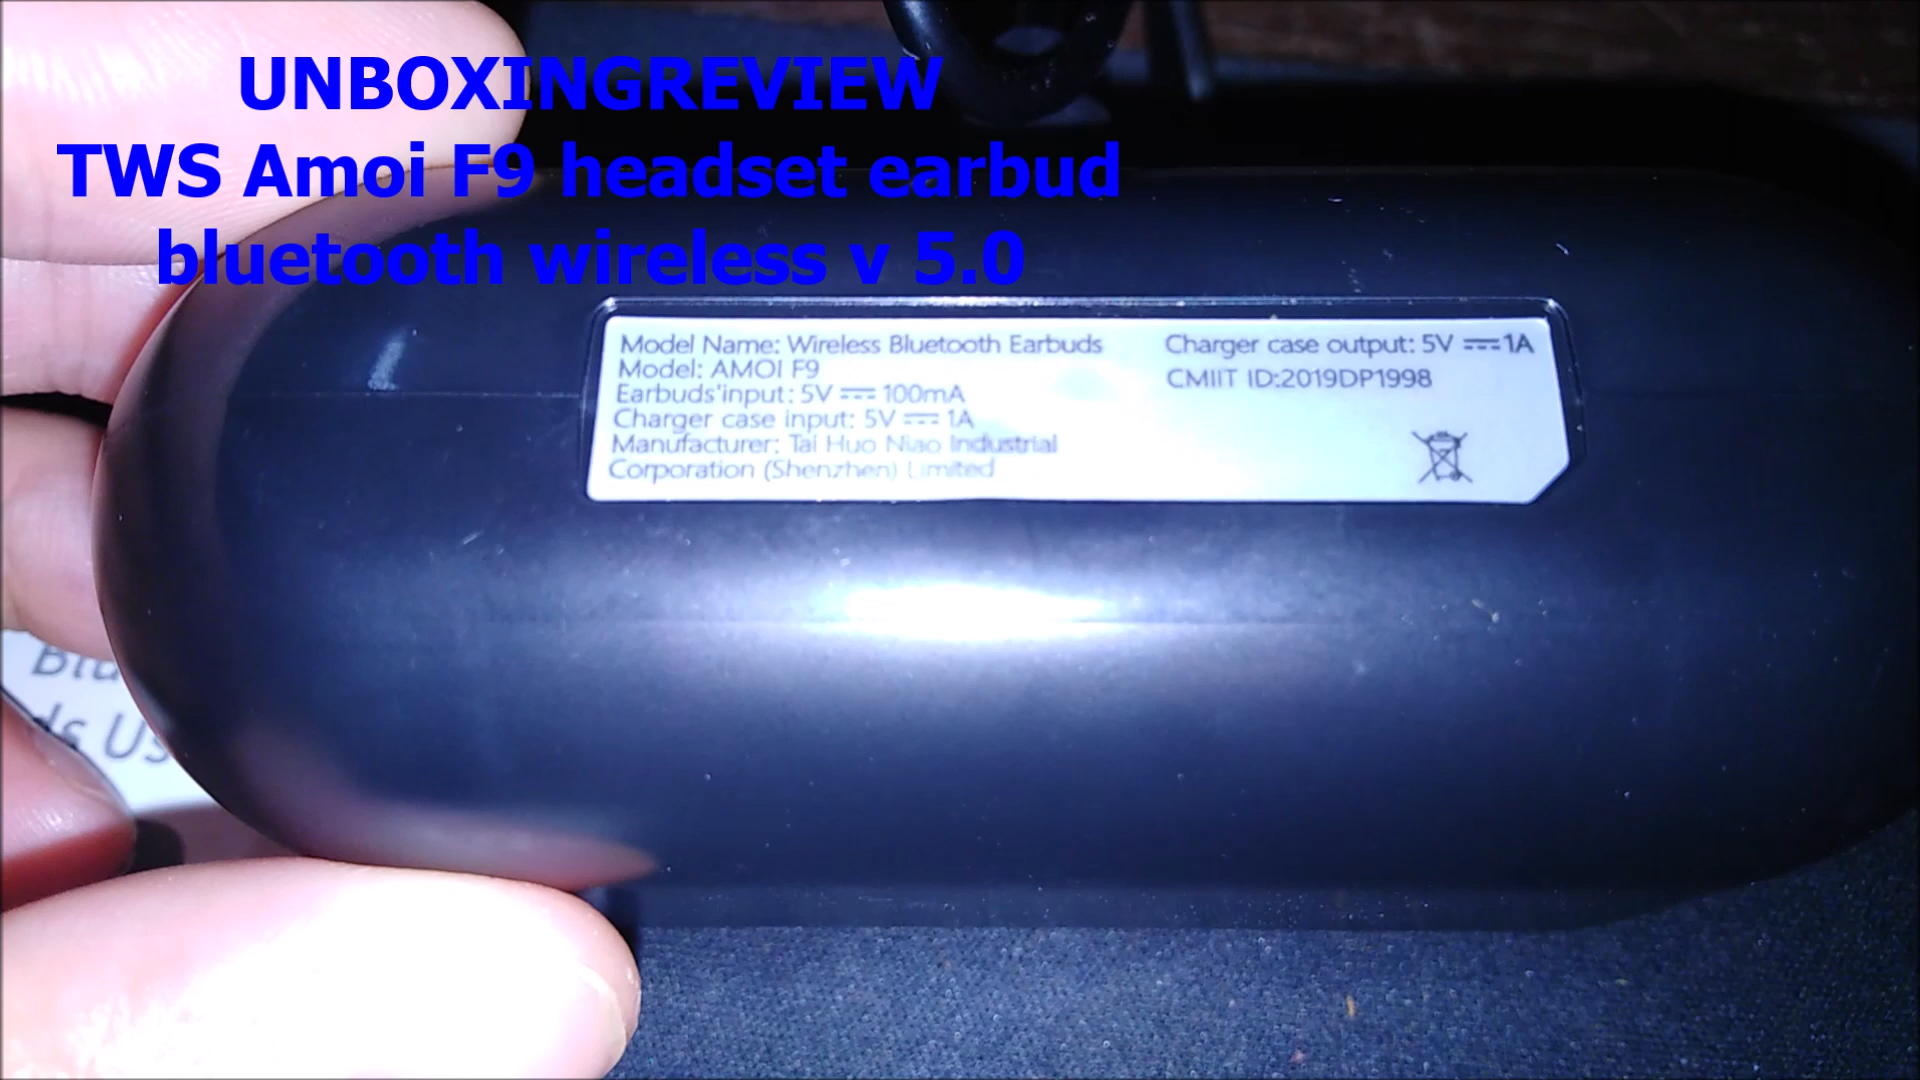 UNBOXINGREVIEW
TWS Amoi F9 headset earbud
bluetooth wireless v 5.0
Model Name: Wireless Bluetooth Earbuds
Model: AMOI F9
Earbuds'input: 5V ⎓ 100mA
Charger case input: 5V ⎓ 1A
Manufacturer: Tai Huo Niao Industrial
Corporation (Shenzhen) Limited
Charger case output: 5V ⎓ 1A
CMIIT ID:2019DP1998